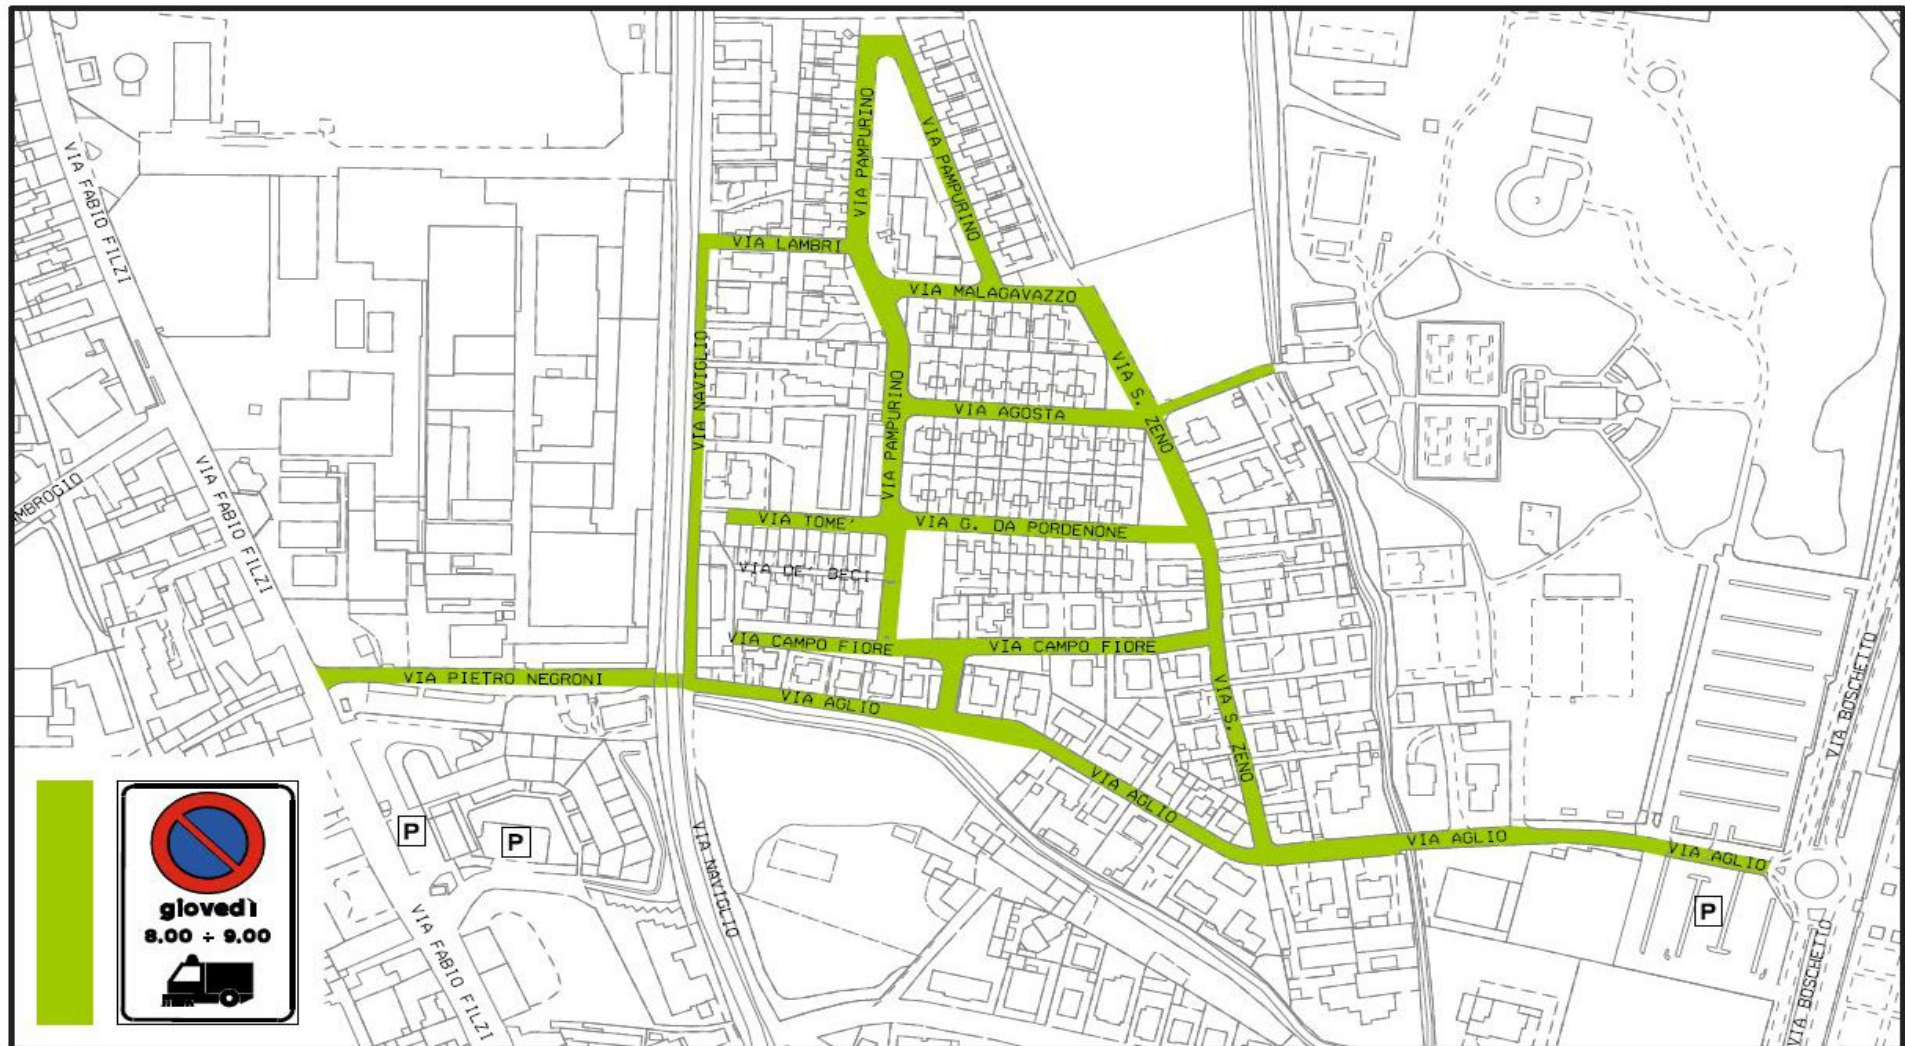 VIA PAMPURINO
VIA PAMPURINO
VIA FABIO FILZI
VIA LAMBRI
VIA MALAGAVAZZO
VIA NAVIGLIO
VIA S. ZENO
VIA PAMPURINO
VIA AGOSTA
MBROGIO
VIA FABIO FILZI
VIA TOME'
VIA G. DA PORDENONE
VIA DE' BECI
VIA CAMPO FIORE
VIA CAMPO FIORE
VIA PIETRO NEGRONI
VIA AGLIO
VIA S. ZENO
VIA BOSCHETTO
VIA AGLIO
VIA AGLIO
VIA AGLIO
P
P
VIA NAVIGLIO
P
VIA FABIO FILZI
VIA BOSCHETTO
giovedì
8.00 ÷ 9.00